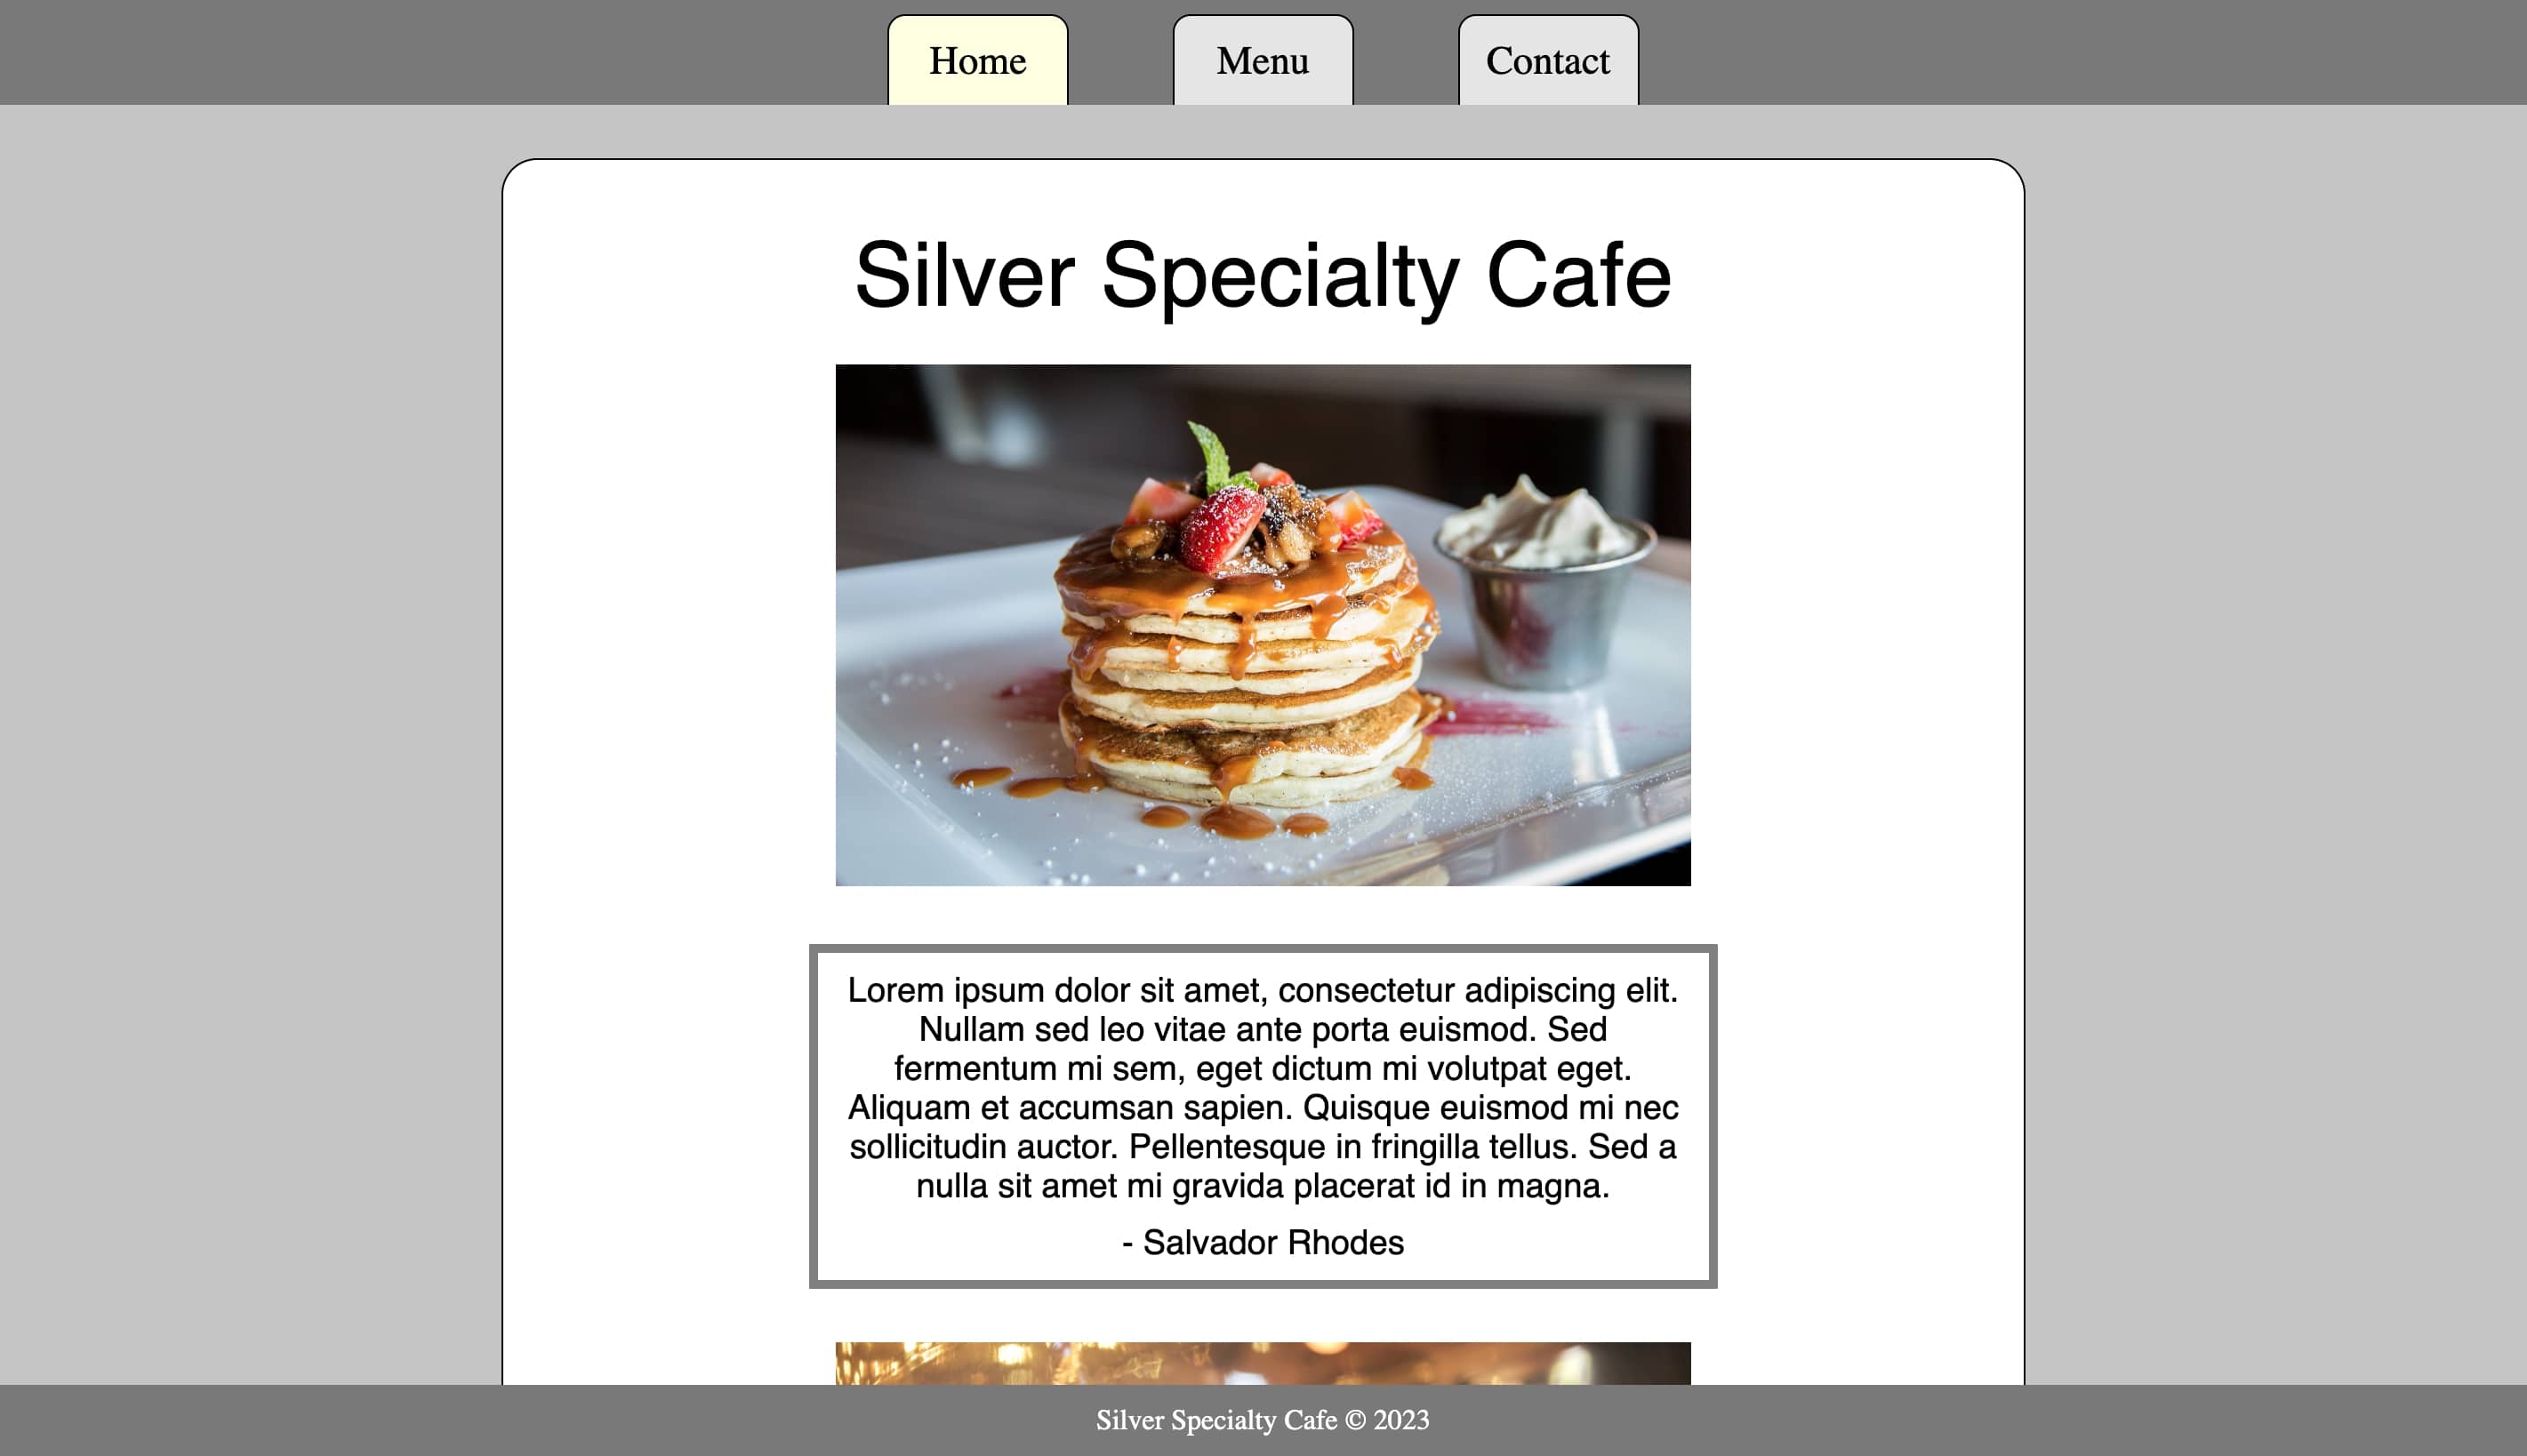 Home
Menu
Contact
Silver Specialty Cafe
Lorem ipsum dolor sit amet, consectetur adipiscing elit.
Nullam sed leo vitae ante porta euismod. Sed
fermentum mi sem, eget dictum mi volutpat eget.
Aliquam et accumsan sapien. Quisque euismod mi nec
sollicitudin auctor. Pellentesque in fringilla tellus. Sed a
nulla sit amet mi gravida placerat id in magna.
- Salvador Rhodes
Silver Specialty Cafe © 2023